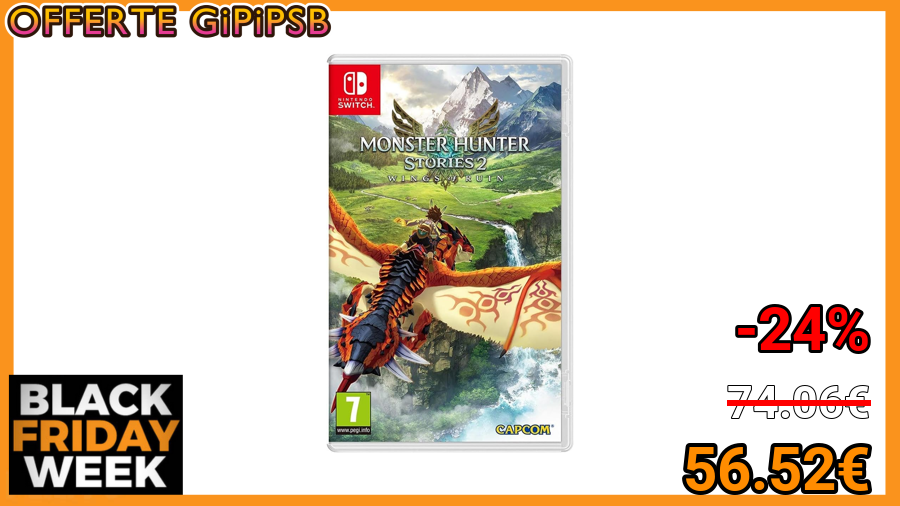 OFFERTE GiPiPSB
NINTENDO
SWITCH
MONSTER HUNTER
STORIES 2
WINGS OF RUIN
7
www.pegi.info
CAPCOM
BLACK
FRIDAY
WEEK
-24%
74.06€
56.52€